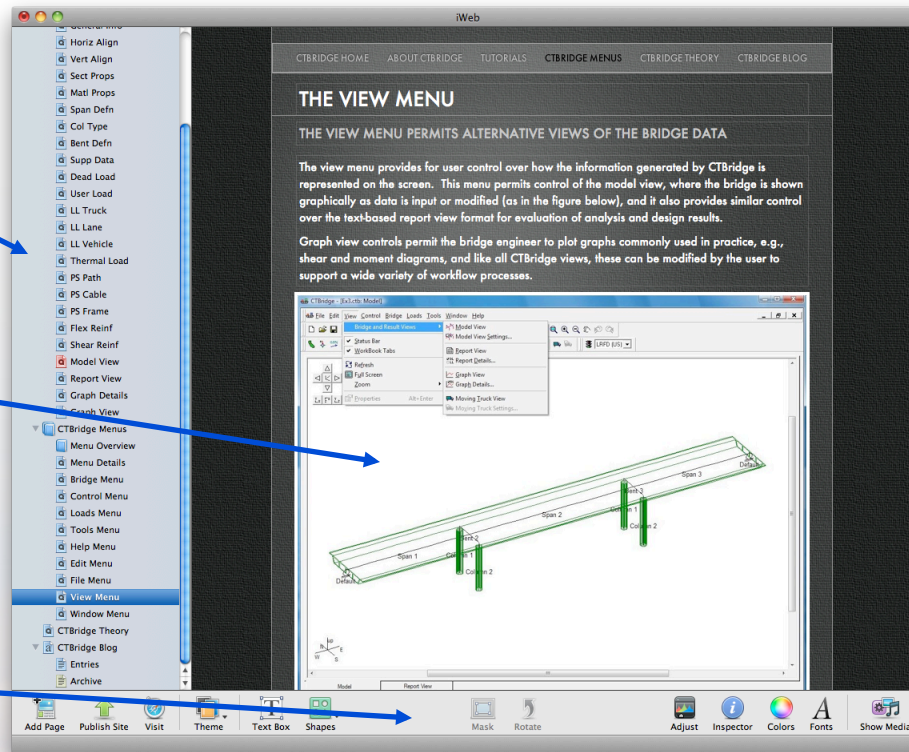 iWeb
General Info
Horiz Align
Vert Align
Sect Props
Matl Props
Span Defn
Col Type
Bent Defn
Supp Data
Dead Load
User Load
LL Truck
LL Lane
LL Vehicle
Thermal Load
PS Path
PS Cable
PS Frame
Flex Reinf
Shear Reinf
Model View
Report View
Graph Details
Graph View
CTBridge Menus
Menu Overview
Menu Details
Bridge Menu
Control Menu
Loads Menu
Tools Menu
Help Menu
Edit Menu
File Menu
View Menu
Window Menu
CTBridge Theory
CTBridge Blog
Entries
Archive
CTBRIDGE HOME ABOUT CTBRIDGE TUTORIALS CTBRIDGE MENUS CTBRIDGE THEORY CTBRIDGE BLOG
THE VIEW MENU
THE VIEW MENU PERMITS ALTERNATIVE VIEWS OF THE BRIDGE DATA
The view menu provides for user control over how the information generated by CTBridge is
represented on the screen. This menu permits control of the model view, where the bridge is shown
graphically as data is input or modified (as in the figure below), and it also provides similar control
over the text-based report view format for evaluation of analysis and design results.
Graph view controls permit the bridge engineer to plot graphs commonly used in practice, e.g.,
shear and moment diagrams, and like all CTBridge views, these can be modified by the user to
support a wide variety of workflow processes.
CTBridge - [Ex3.ctb: Model]
File Edit View Control Bridge Loads Tools Window Help
Bridge and Result Views
Status Bar
WorkBook Tabs
Refresh
Full Screen
Zoom
Properties Alt+Enter
Model View
Model View Settings...
Report View
Report Details...
Graph View
Graph Details...
Moving Truck View
Moving Truck Settings...
LRFD (US)
Span 3
Bent 3
Column 1
Column 2
Span 2
Bent 2
Span 1
Column 1
Column 2
N
E
W
S
Model Report View
Add Page Publish Site Visit Theme Text Box Shapes Mask Rotate Adjust Inspector Colors Fonts Show Media